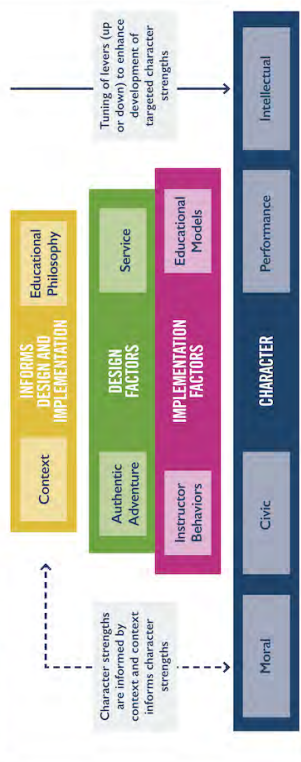 Context
INFORMS
DESIGN AND
IMPLEMENTATION
Educational
Philosophy
Authentic
Adventure
DESIGN
FACTORS
Service
Instructor
Behaviors
IMPLEMENTATION
FACTORS
Educational
Models
Character strengths
are informed by
context and context
informs character
strengths
Tuning of levers (up
or down) to enhance
development of
targeted character
strengths
Moral
Civic
CHARACTER
Performance
Intellectual